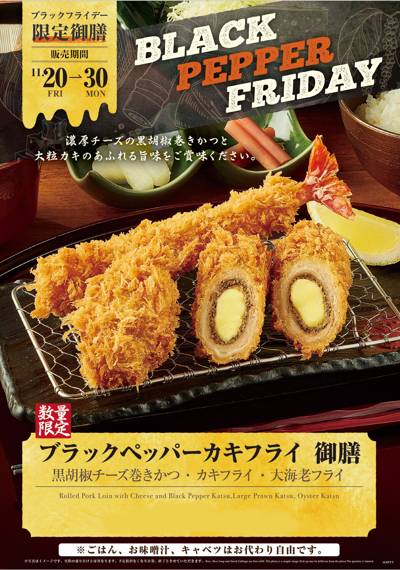 ブラックフライデー
限定御膳
販売期間
11.20→30
FRI MON
BLACK
PEPPER
FRIDAY
濃厚チーズの黒胡椒巻きかつと
大粒カキのあふれる旨味をご賞味ください。
数量
限定
ブラックペッパーカキフライ 御膳
黒胡椒チーズ巻きかつ・カキフライ・大海老フライ
Rolled Pork Loin with Cheese and Black Pepper Katsu,Large Prawn Katsu, Oyster Katsu
※ごはん、お味噌汁、キャベツはお代わり自由です。